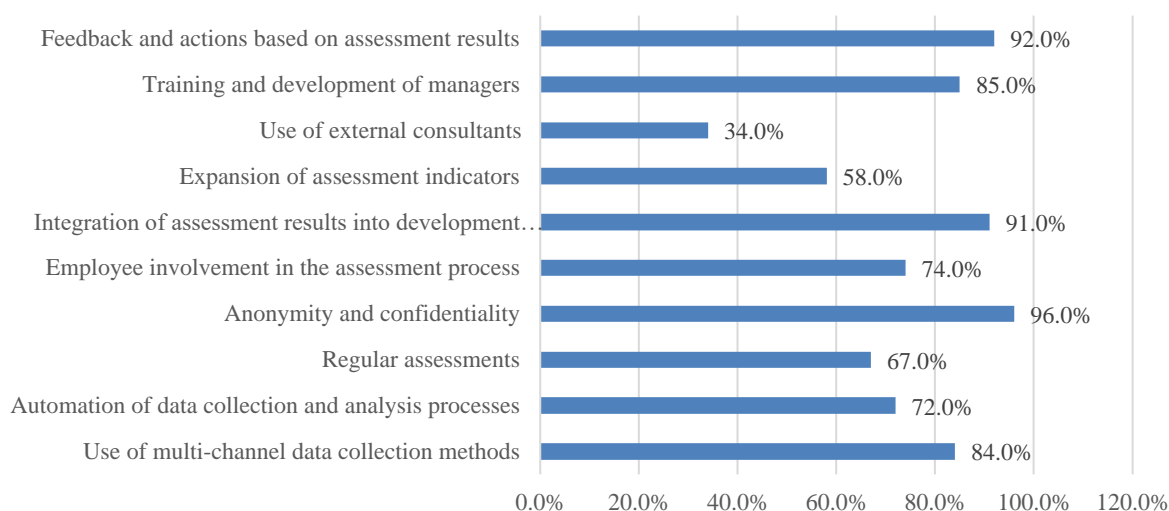 Feedback and actions based on assessment results 92.0%
Training and development of managers 85.0%
Use of external consultants 34.0%
Expansion of assessment indicators 58.0%
Integration of assessment results into development… 91.0%
Employee involvement in the assessment process 74.0%
Anonymity and confidentiality 96.0%
Regular assessments 67.0%
Automation of data collection and analysis processes 72.0%
Use of multi-channel data collection methods 84.0%
0.0% 20.0% 40.0% 60.0% 80.0% 100.0% 120.0%